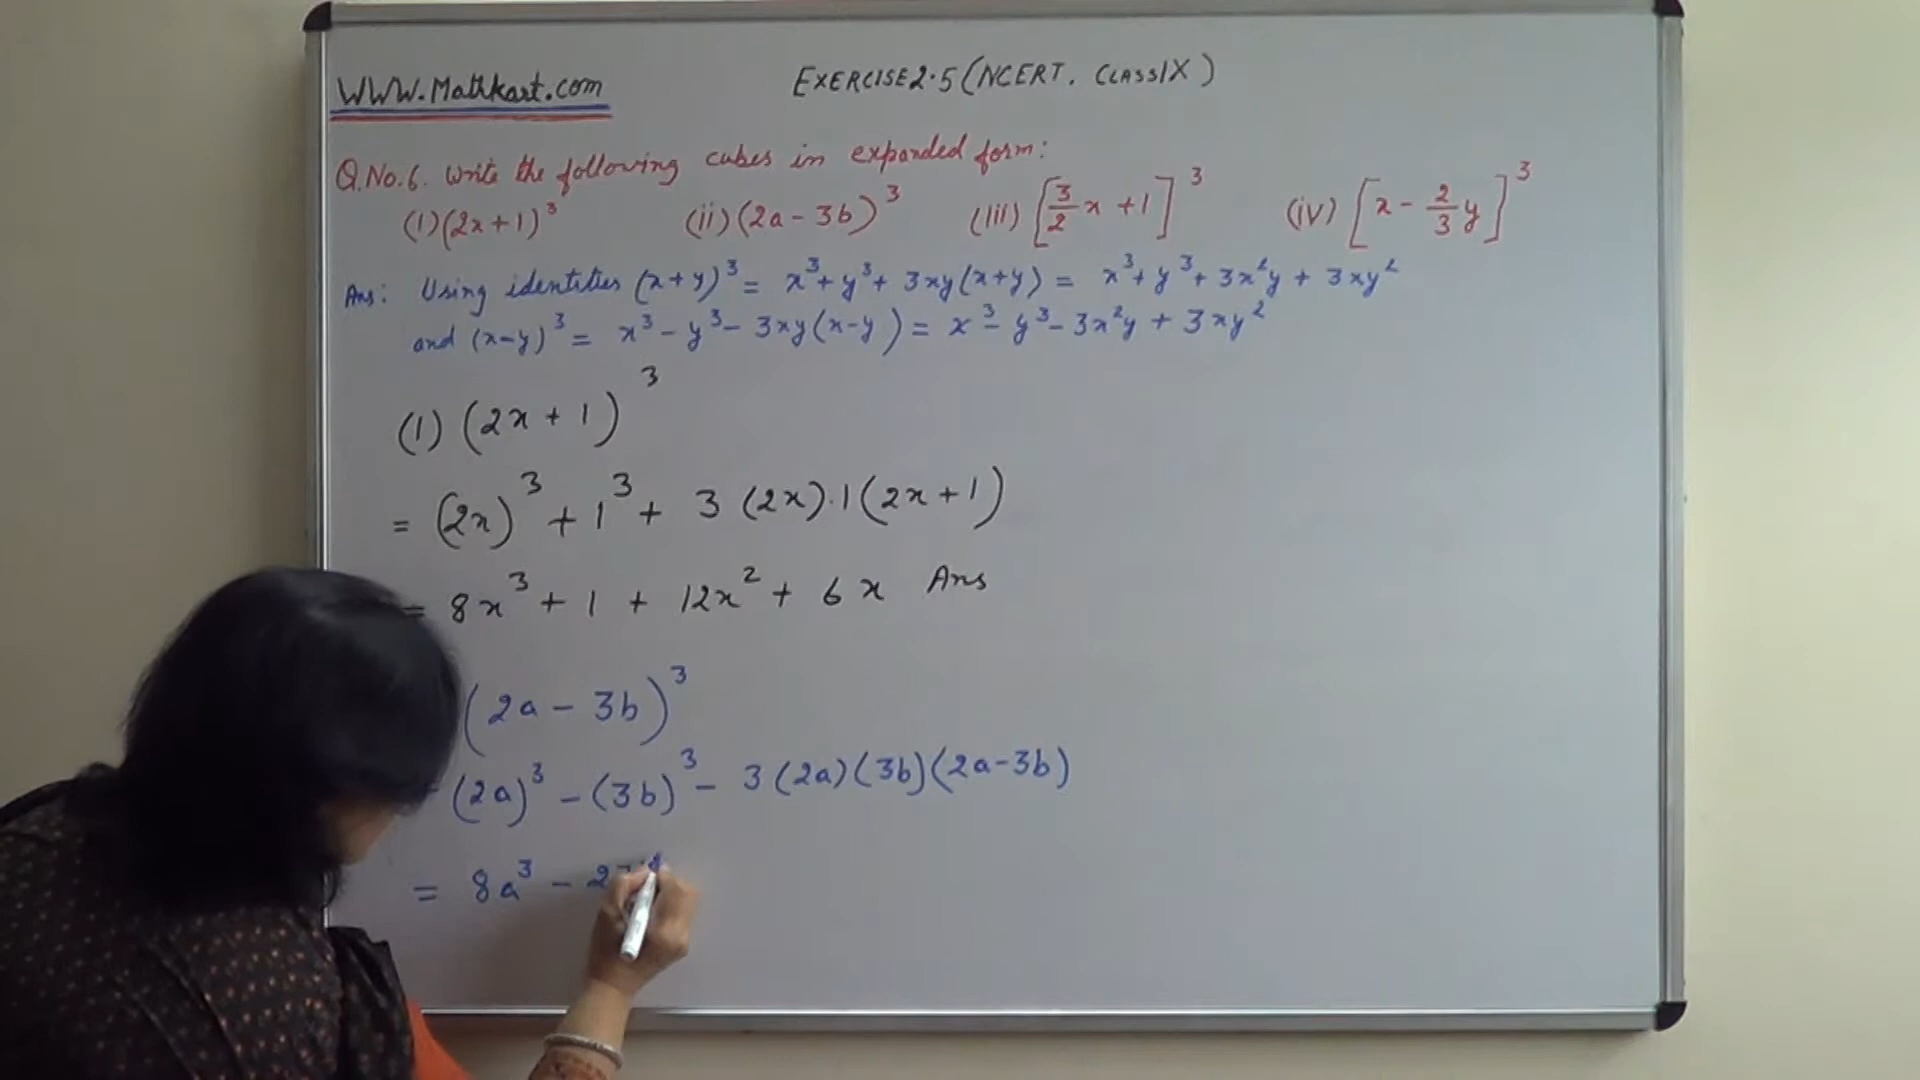 WWW.Mathkart.com EXERCISE 2.5 (NCERT. CLASS IX)
Q.No.6. Write the following cubes in expanded form:
(i) (2x+1)³ (ii) (2a - 3b)³ (iii) [3/2 x + 1]³ (iv) [x - 2/3 y]³
Ans: Using identities (x+y)³ = x³+y³+ 3xy(x+y) = x³+y³+3x²y + 3xy²
and (x-y)³ = x³ - y³ - 3xy(x-y) = x³ - y³ - 3x²y + 3xy²
(1) (2x + 1)³
= (2x)³ + 1³ + 3 (2x).1 (2x+1)
= 8x³ + 1 + 12x² + 6x Ans
(2a - 3b)³
(2a)³ - (3b)³ - 3(2a)(3b)(2a-3b)
= 8a³ - 27